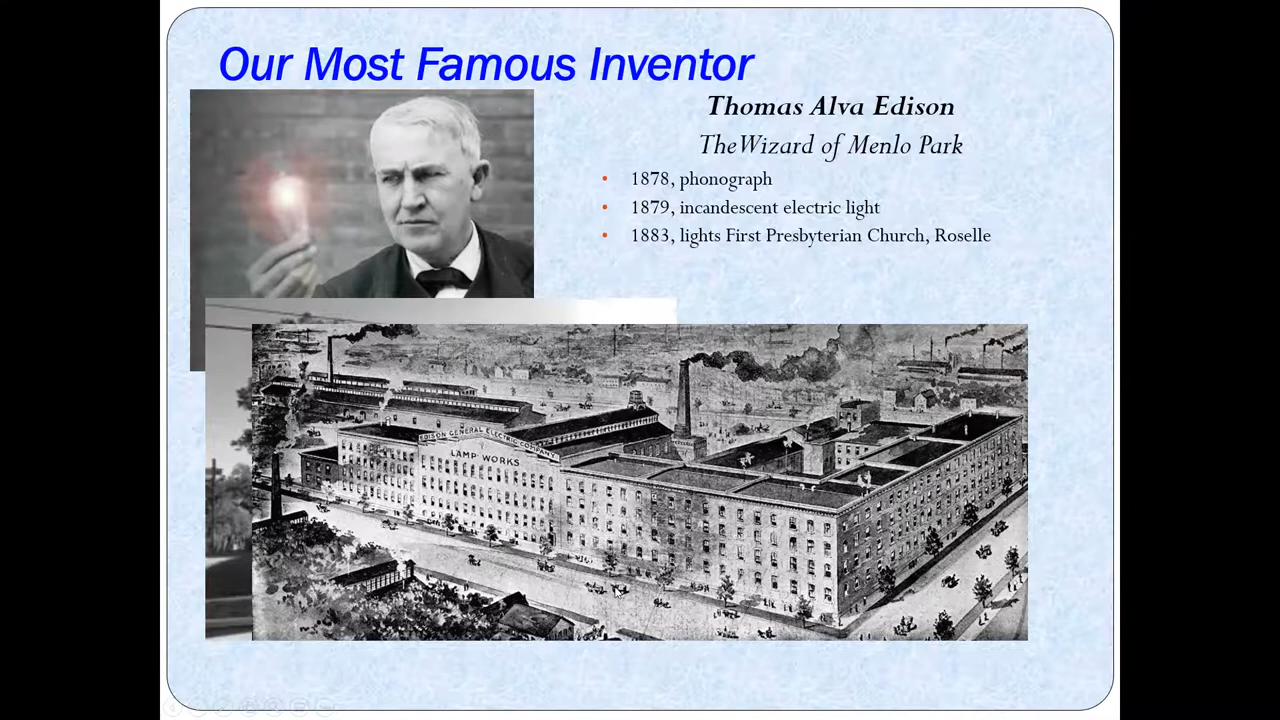 Our Most Famous Inventor
Thomas Alva Edison
The Wizard of Menlo Park
• 1878, phonograph
• 1879, incandescent electric light
• 1883, lights First Presbyterian Church, Roselle
EDISON GENERAL ELECTRIC COMPANY
LAMP WORKS